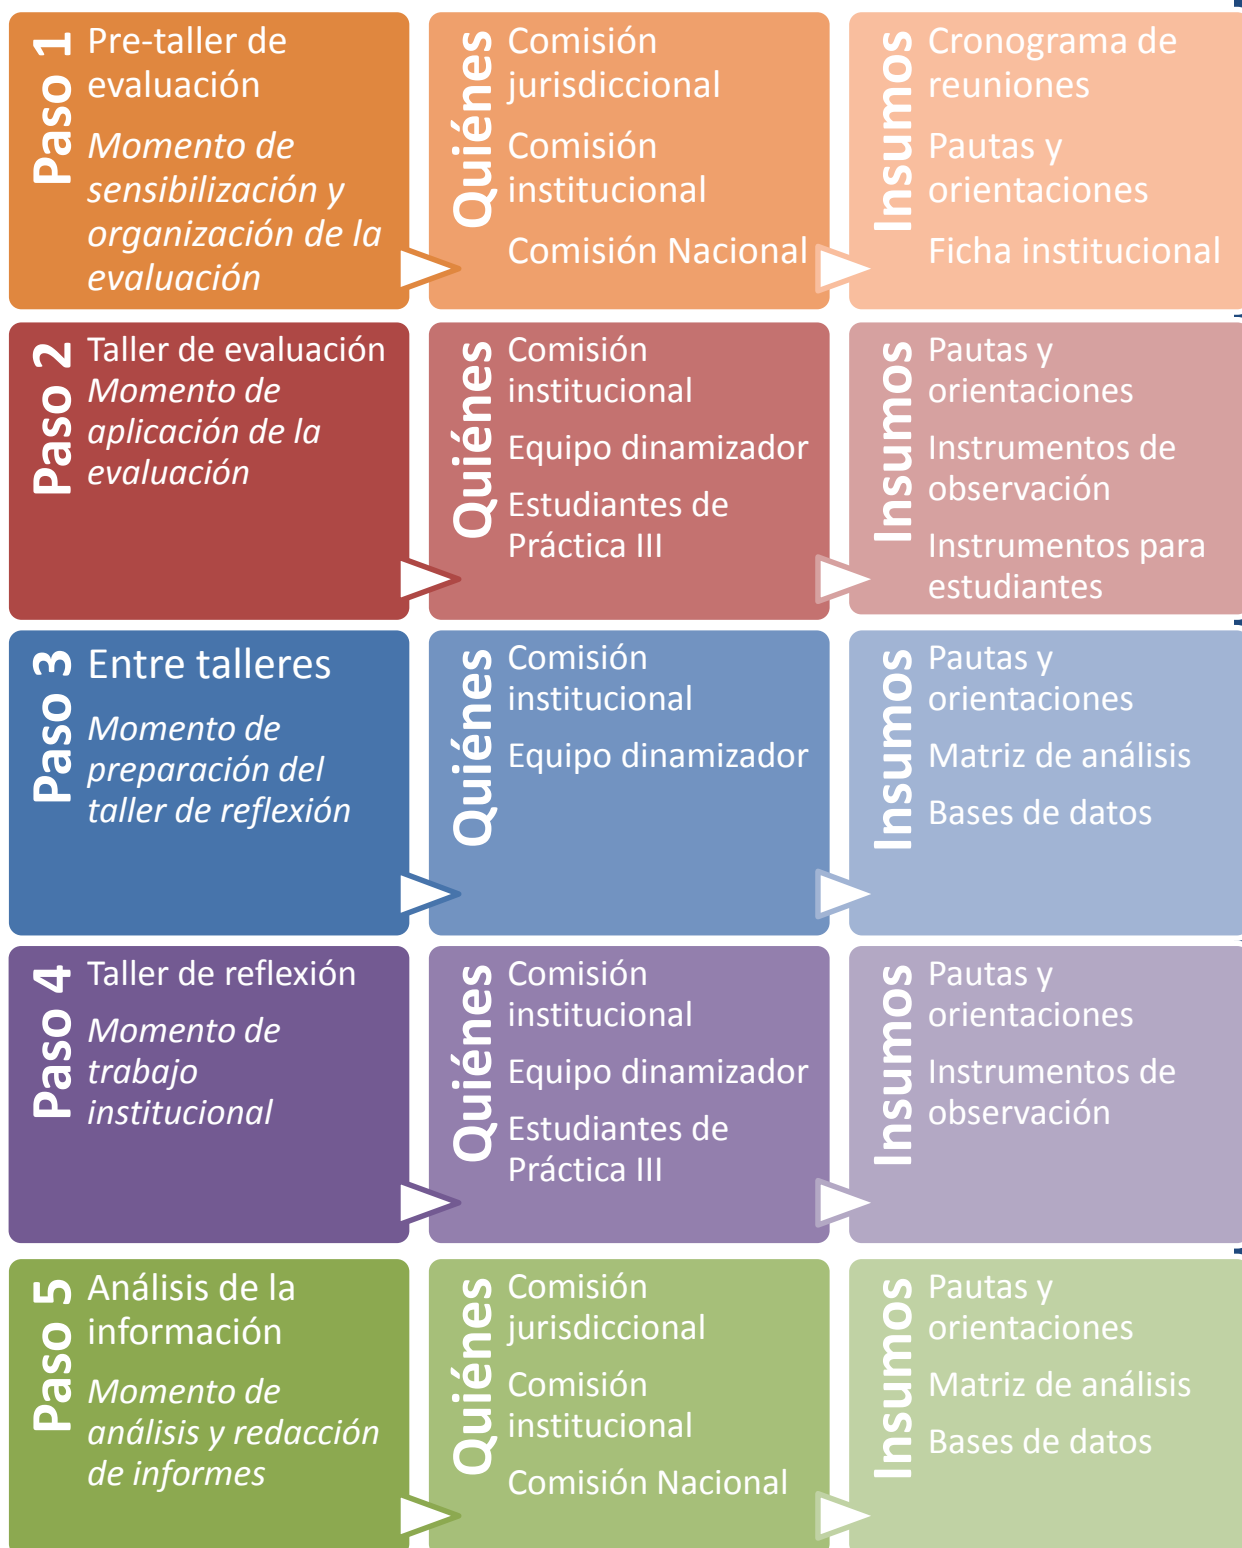 Paso 1
Pre-taller de
evaluación
Momento de
sensibilización y
organización de la
evaluación
Quiénes
Comisión
jurisdiccional
Comisión
institucional
Comisión Nacional
Insumos
Cronograma de
reuniones
Pautas y
orientaciones
Ficha institucional
Paso 2
Taller de evaluación
Momento de
aplicación de la
evaluación
Quiénes
Comisión
institucional
Equipo dinamizador
Estudiantes de
Práctica III
Insumos
Pautas y
orientaciones
Instrumentos de
observación
Instrumentos para
estudiantes
Paso 3
Entre talleres
Momento de
preparación del
taller de reflexión
Quiénes
Comisión
institucional
Equipo dinamizador
Insumos
Pautas y
orientaciones
Matriz de análisis
Bases de datos
Paso 4
Taller de reflexión
Momento de
trabajo
institucional
Quiénes
Comisión
institucional
Equipo dinamizador
Estudiantes de
Práctica III
Insumos
Pautas y
orientaciones
Instrumentos de
observación
Paso 5
Análisis de la
información
Momento de
análisis y redacción
de informes
Quiénes
Comisión
jurisdiccional
Comisión
institucional
Comisión Nacional
Insumos
Pautas y
orientaciones
Matriz de análisis
Bases de datos